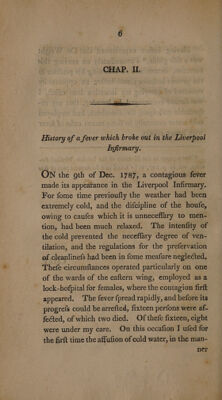 6
CHAP. II.
History of a fever which broke out in the Liverpool
Infirmary.
ON the 9th of Dec. 1787, a contagious fever
made its appearance in the Liverpool Infirmary.
For ſome time previouſly the weather had been
extremely cold, and the diſcipline of the houſe,
owing to cauſes which it is unneceſſary to men-
tion, had been much relaxed. The intenſity of
the cold prevented the neceſſary degree of ven-
tilation, and the regulations for the preſervation
of cleanlineſs had been in ſome meaſure neglected.
Theſe circumſtances operated particularly on one
of the wards of the eaſtern wing, employed as a
lock-hoſpital for females, where the contagion firſt
appeared. The fever ſpread rapidly, and before its
progreſs could be arreſted, ſixteen perſons were af-
fected, of which two died. Of theſe ſixteen, eight
were under my care. On this occaſion I uſed for
the firſt time the affuſion of cold water, in the man-
ner